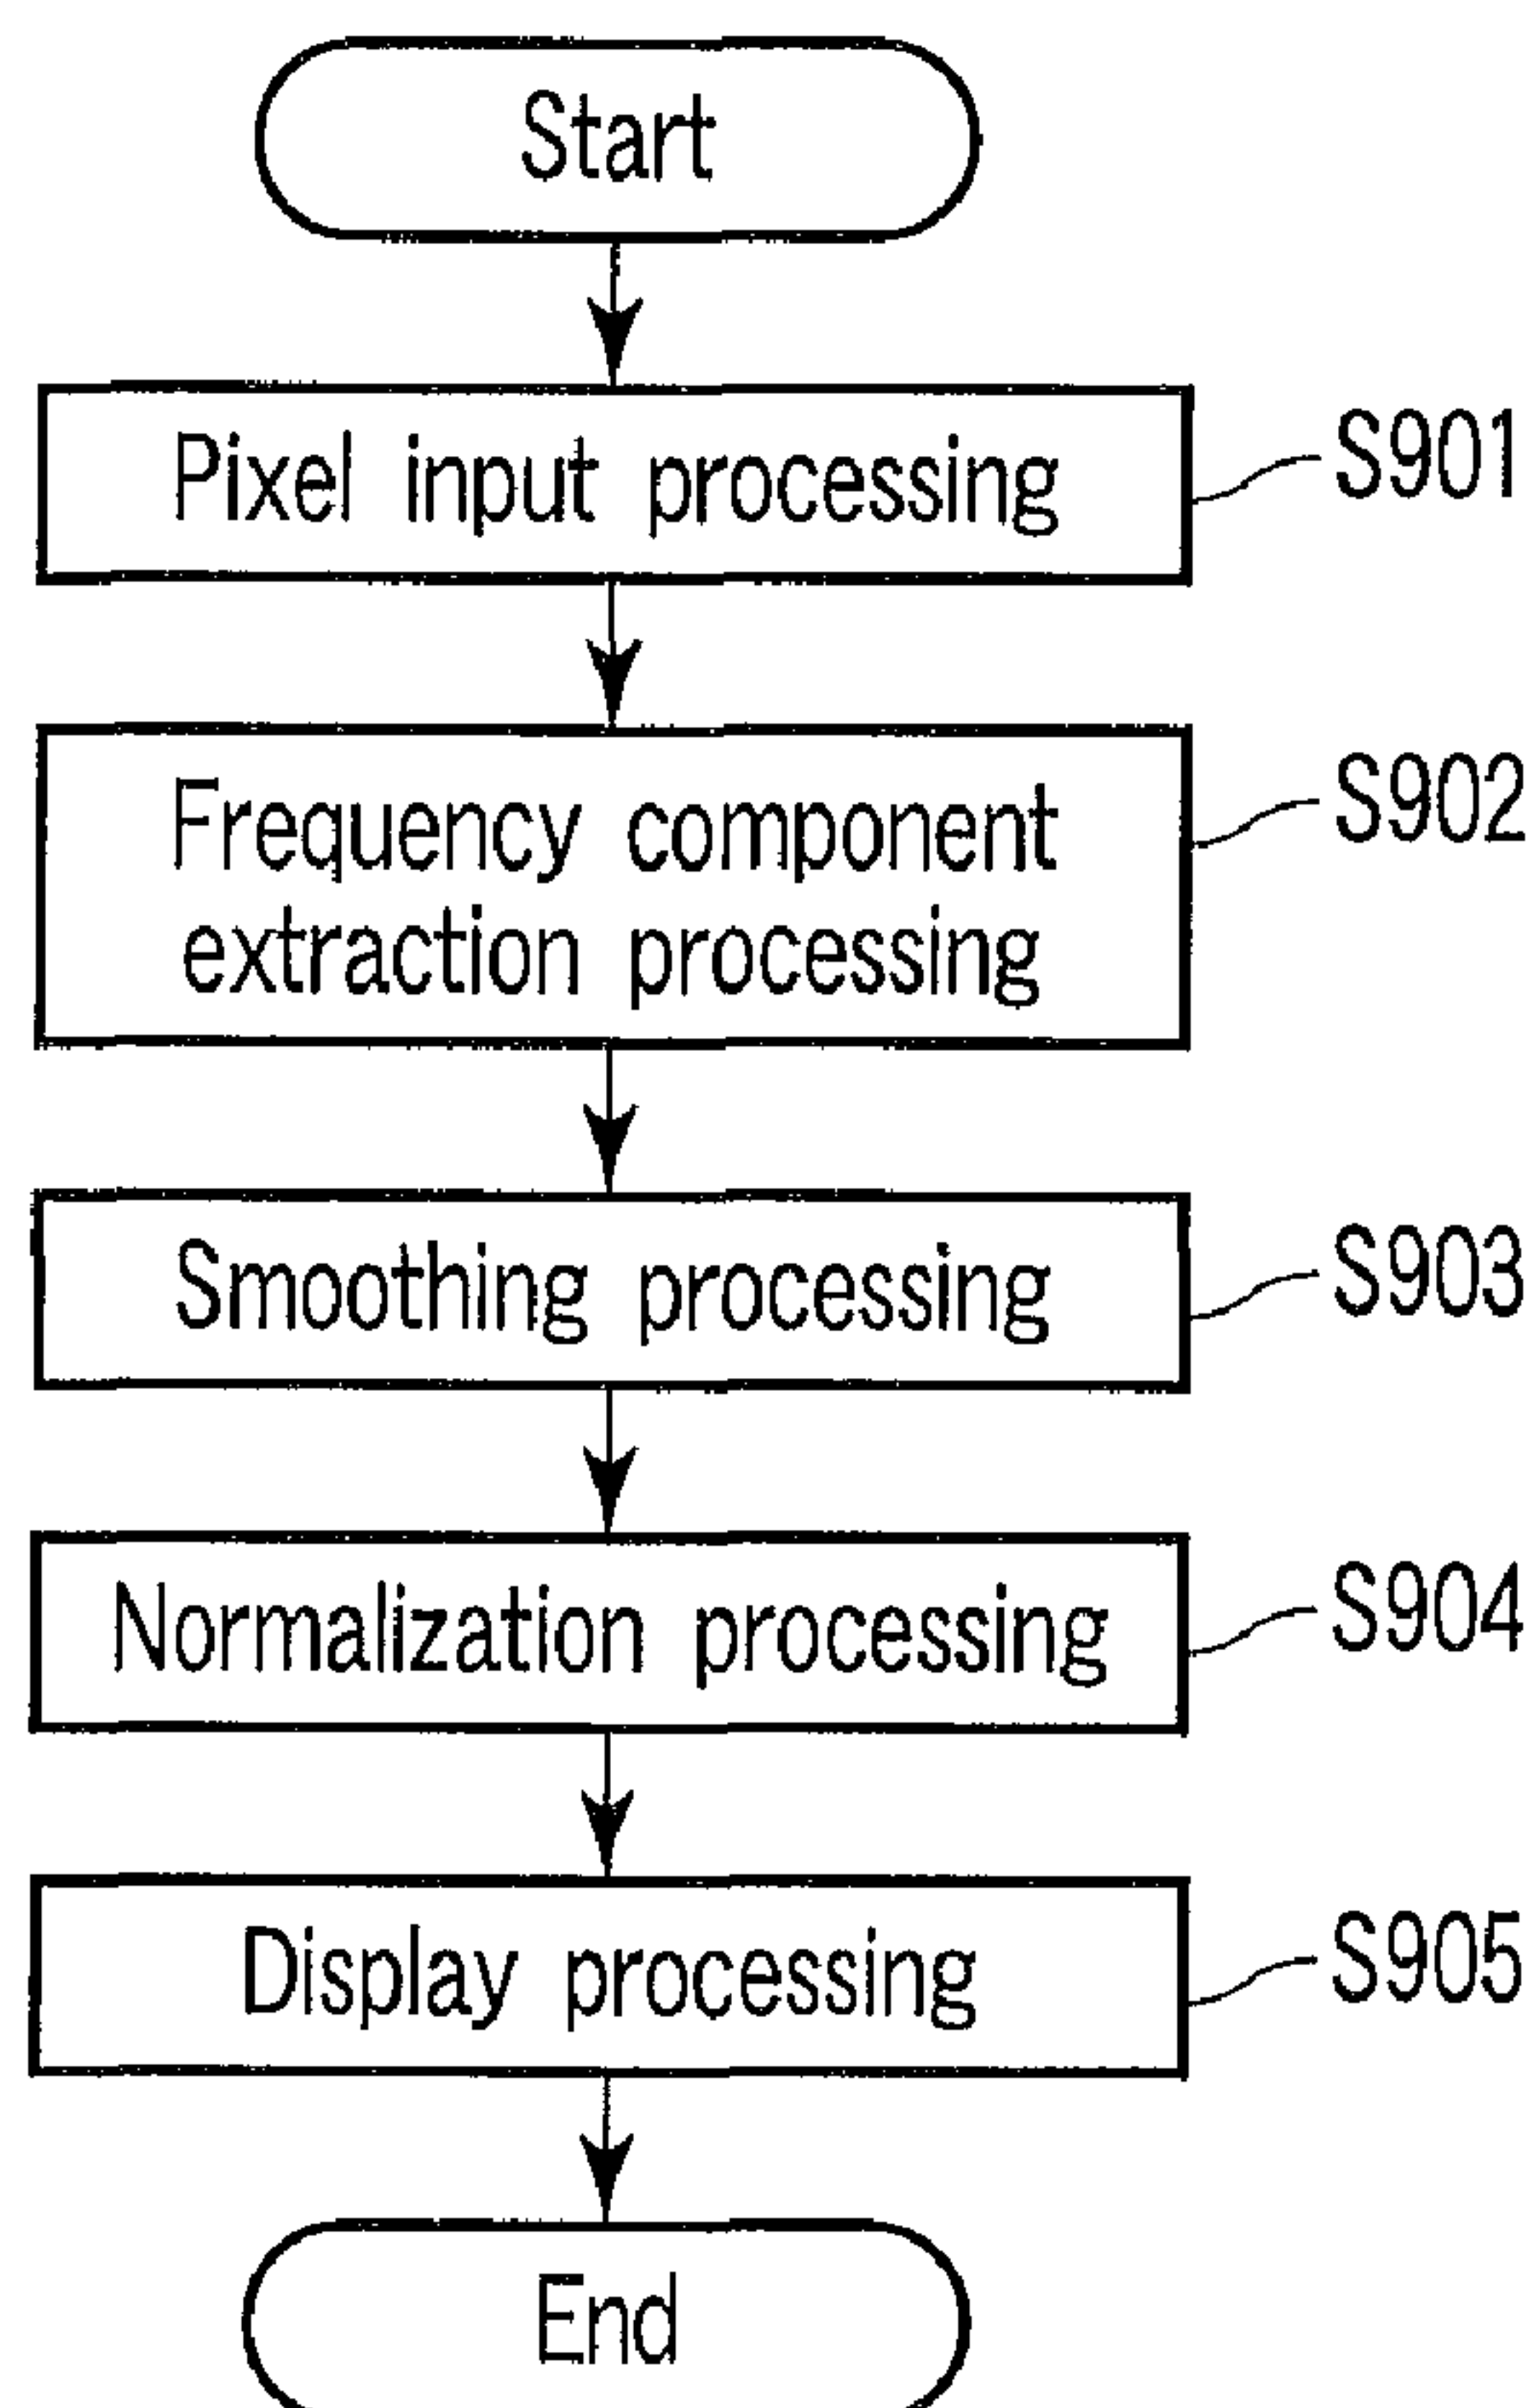 Start
Pixel input processing
S901
Frequency component
extraction processing
S902
Smoothing processing
S903
Normalization processing
S904
Display processing
S905
End